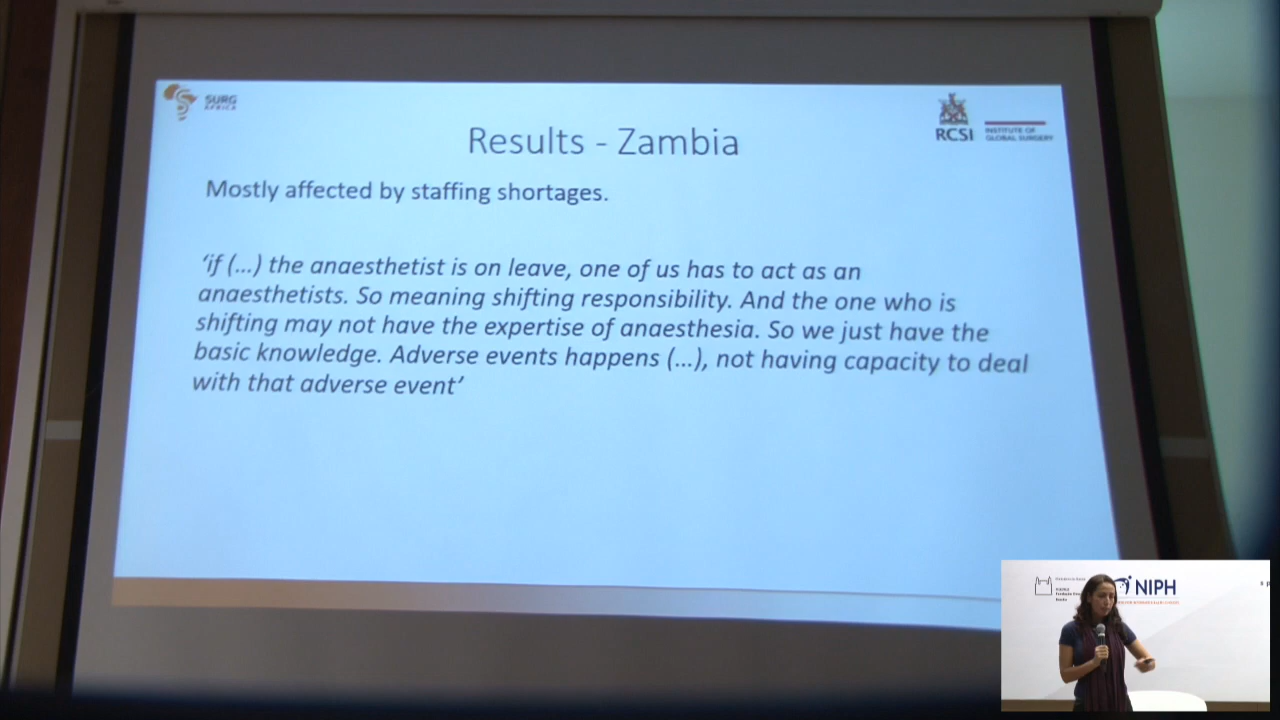 SURG
AFRICA
RCSI
INSTITUTE OF
GLOBAL SURGERY
Results - Zambia
Mostly affected by staffing shortages.
‘if (...) the anaesthetist is on leave, one of us has to act as an
anaesthetists. So meaning shifting responsibility. And the one who is
shifting may not have the expertise of anaesthesia. So we just have the
basic knowledge. Adverse events happens (...), not having capacity to deal
with that adverse event’
NIPH